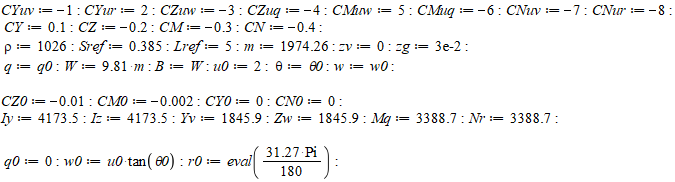 CYuv := −1 : CYur := 2 : CZuw := −3 : CZuq := −4 : CMuw := 5 : CMuq := −6 : CNuv := −7 : CNur := −8 :
CY := 0.1 : CZ := −0.2 : CM := −0.3 : CN := −0.4 :
ρ := 1026 : Sref := 0.385 : Lref := 5 : m := 1974.26 : zv := 0 : zg := 3e-2 :
q := q0 : W := 9.81·m : B := W : u0 := 2 : θ := θ0 : w := w0 :
CZ0 := −0.01 : CM0 := −0.002 : CY0 := 0 : CN0 := 0 :
Iy := 4173.5 : Iz := 4173.5 : Yv := 1845.9 : Zw := 1845.9 : Mq := 3388.7 : Nr := 3388.7 :
q0 := 0 : w0 := u0·tan(θ0) : r0 := eval(31.27·Pi/180) :